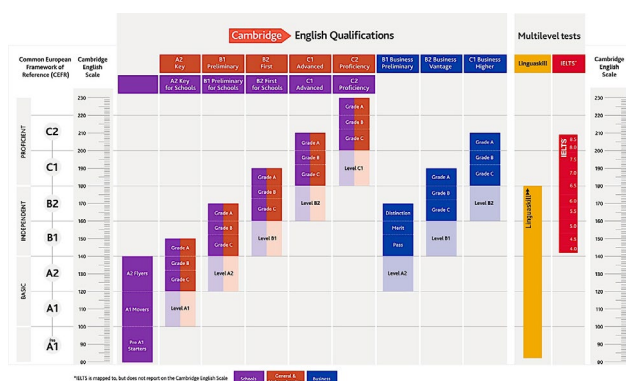 Cambridge English Qualifications
Multilevel tests
Common European
Framework of
Reference (CEFR)
Cambridge
English
Scale
A2
Key
B1
Preliminary
B2
First
C1
Advanced
C2
Proficiency
B1 Business
Preliminary
B2 Business
Vantage
C1 Business
Higher
Linguaskill
IELTS*
Cambridge
English
Scale
A2 Key
for Schools
B1 Preliminary
for Schools
B2 First
for Schools
C1
Advanced
C2
Proficiency
PROFICIENT
INDEPENDENT
BASIC
C2
C1
B2
B1
A2
A1
Pre
A1
230
220
210
200
190
180
170
160
150
140
130
120
110
100
90
80
A2 Flyers
A1 Movers
Pre A1
Starters
Grade A
Grade B
Grade C
Level A1
Grade A
Grade B
Grade C
Level A2
Grade A
Grade B
Grade C
Level B1
Grade A
Grade B
Grade C
Level B2
Grade A
Grade B
Grade C
Level C1
Distinction
Merit
Pass
Level A2
Grade A
Grade B
Grade C
Level B1
Grade A
Grade B
Grade C
Level B2
Linguaskill
IELTS
8.5
8.0
7.5
7.0
6.5
6.0
5.5
5.0
4.5
4.0
230
220
210
200
190
180
170
160
150
140
130
120
110
100
90
80
*IELTS is mapped to, but does not report on the Cambridge English Scale
Schools
General &
Business